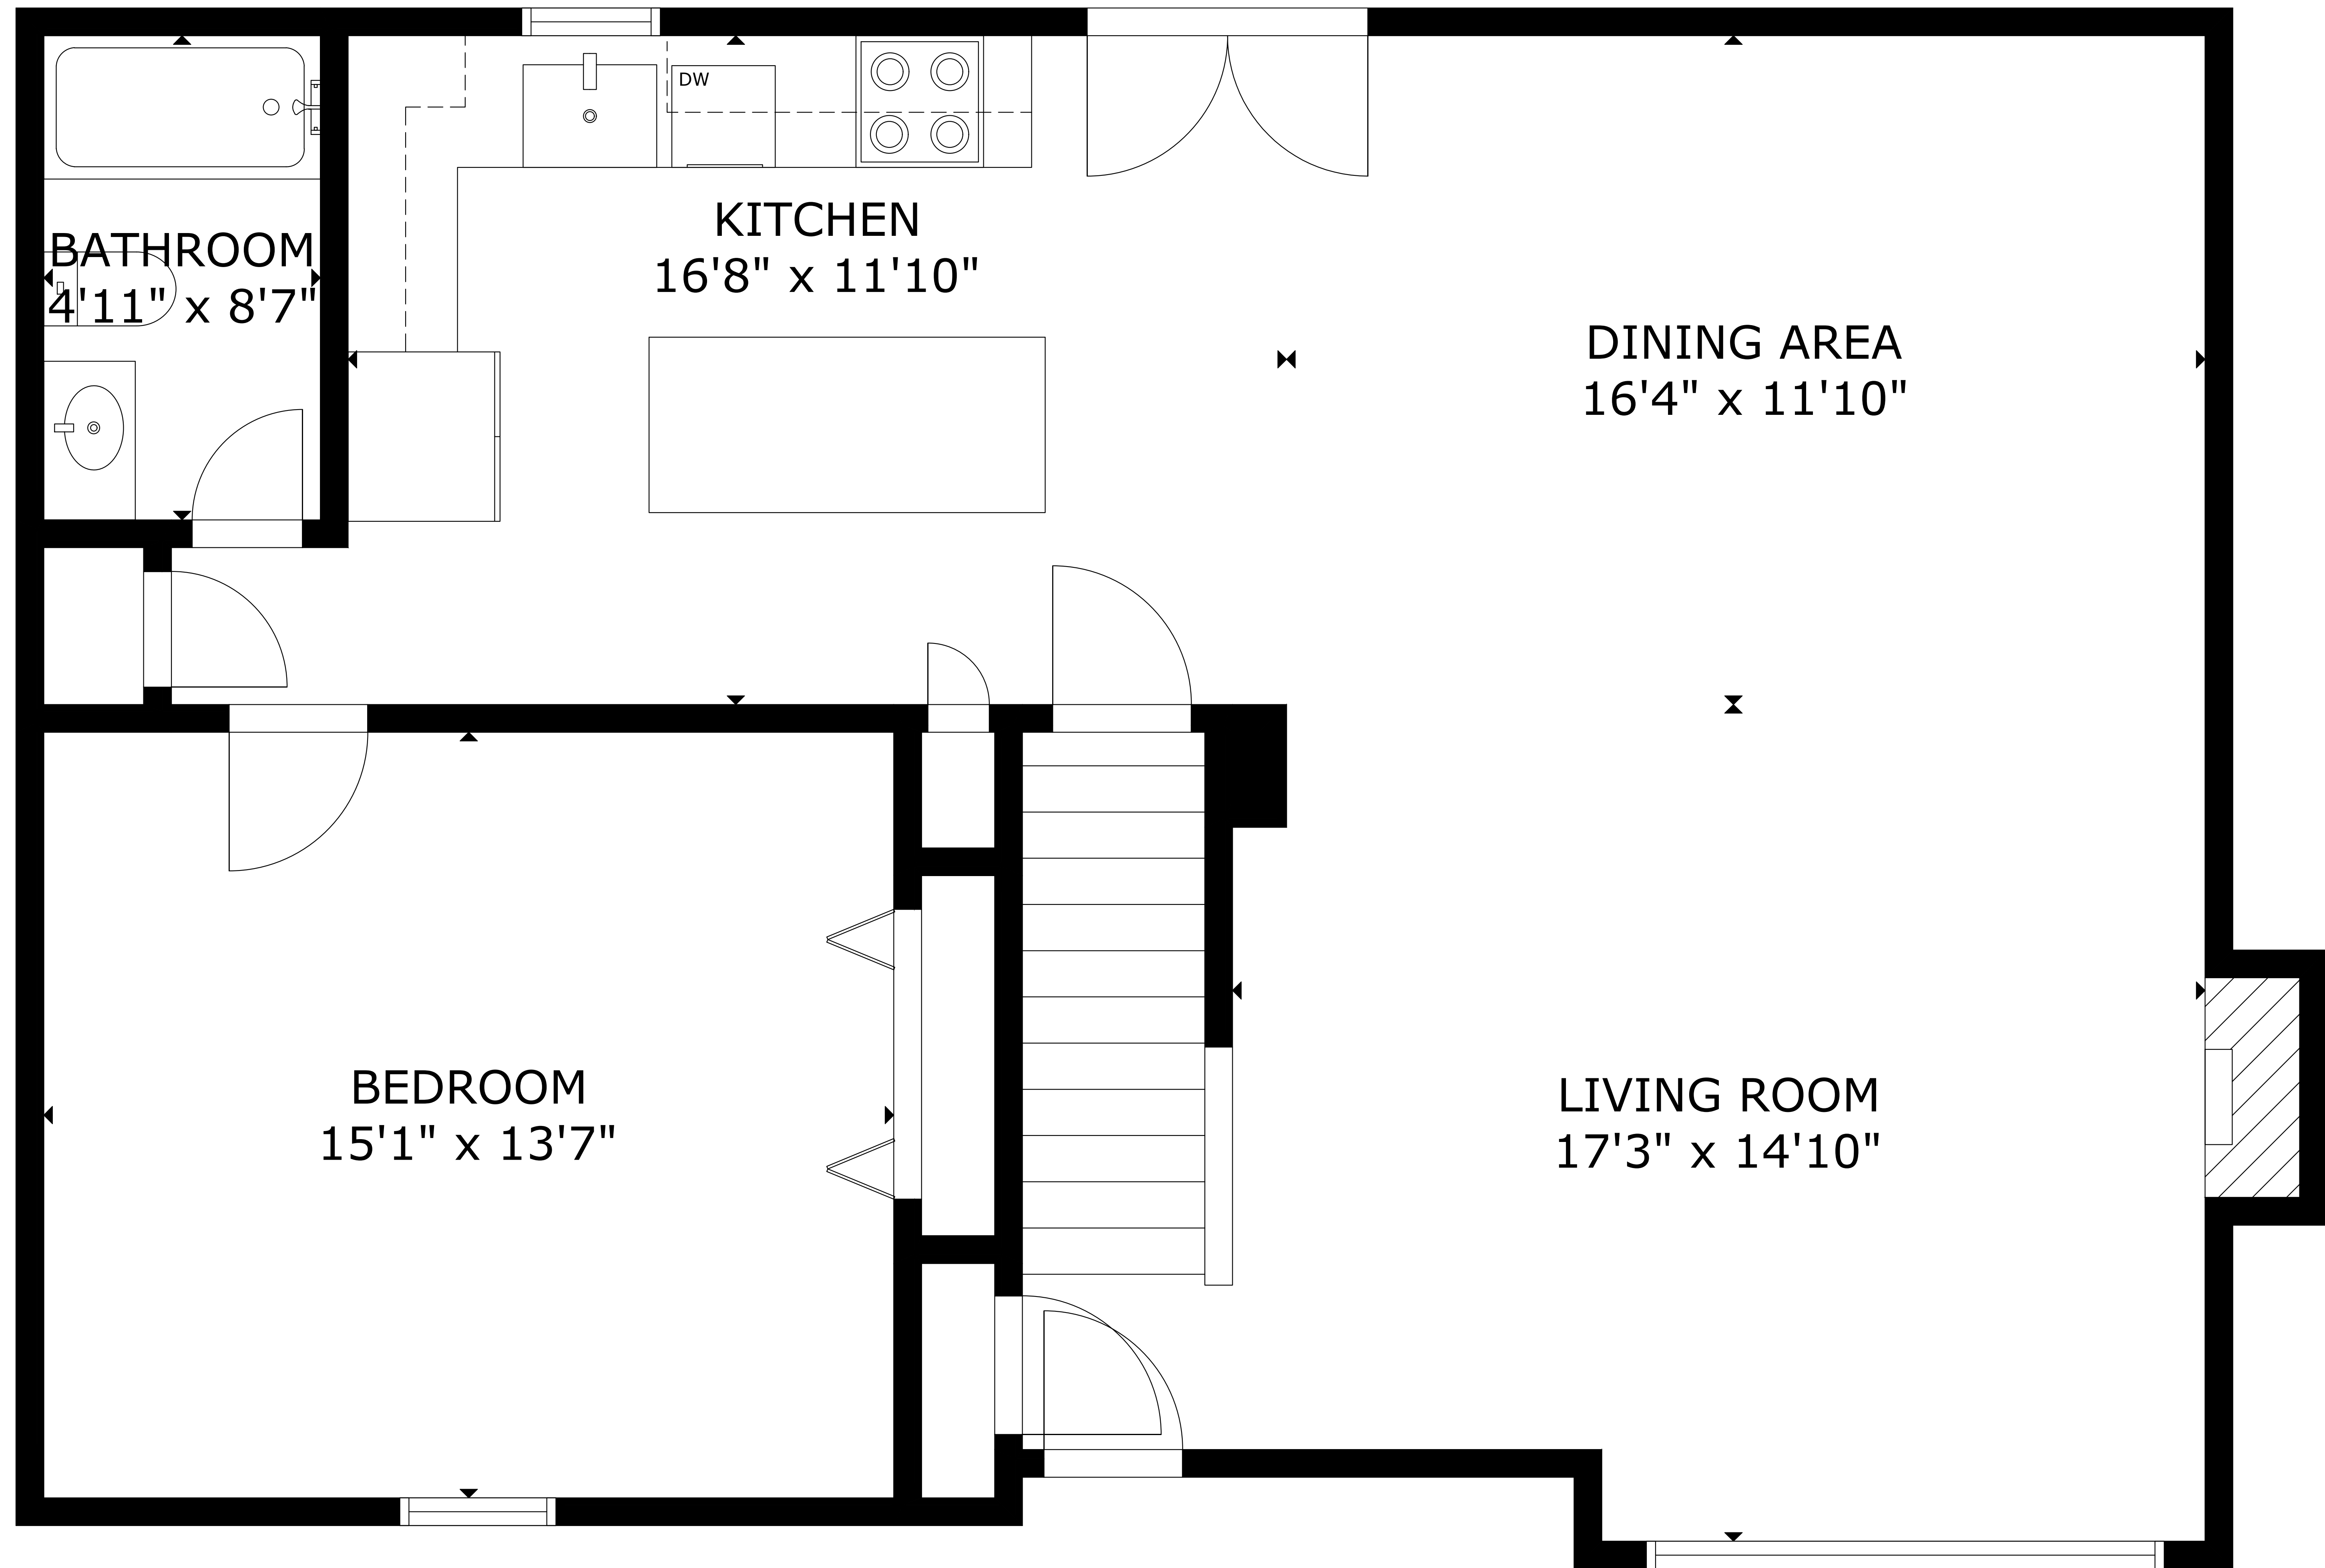 DW
KITCHEN
16'8" x 11'10"
BATHROOM
4'11" x 8'7"
DINING AREA
16'4" x 11'10"
BEDROOM
15'1" x 13'7"
LIVING ROOM
17'3" x 14'10"